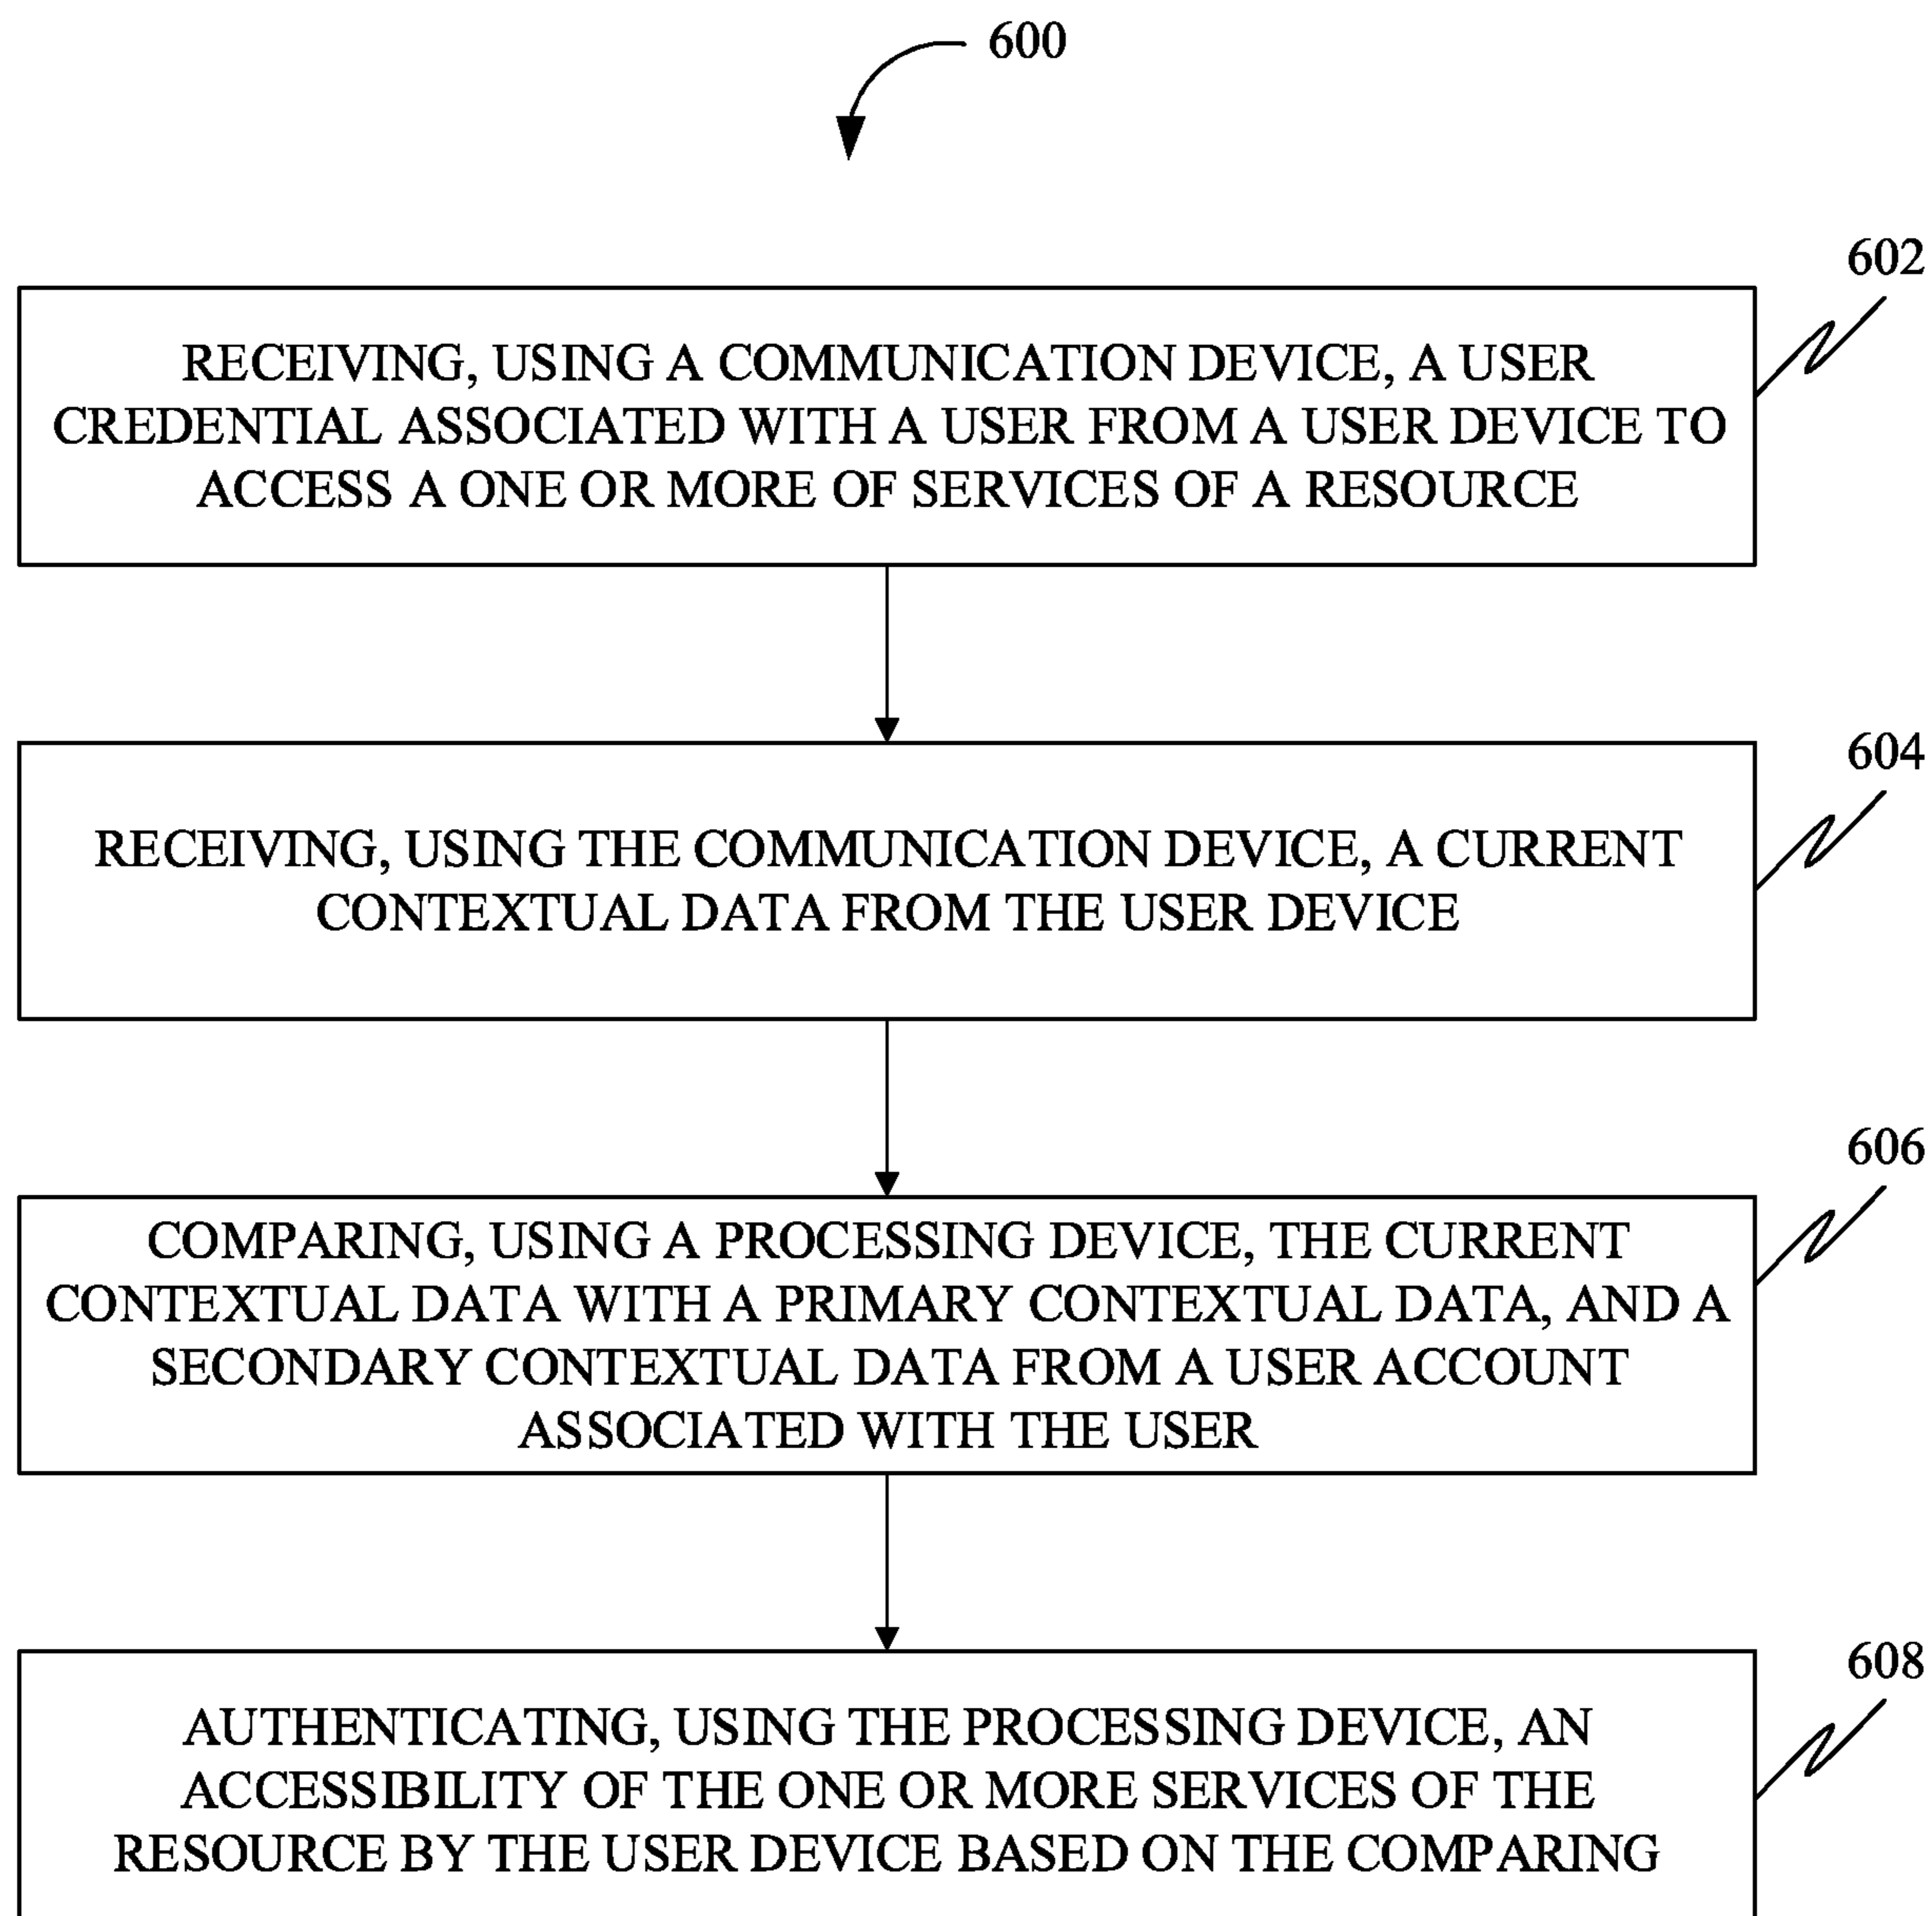 600
602
RECEIVING, USING A COMMUNICATION DEVICE, A USER
CREDENTIAL ASSOCIATED WITH A USER FROM A USER DEVICE TO
ACCESS A ONE OR MORE OF SERVICES OF A RESOURCE
604
RECEIVING, USING THE COMMUNICATION DEVICE, A CURRENT
CONTEXTUAL DATA FROM THE USER DEVICE
606
COMPARING, USING A PROCESSING DEVICE, THE CURRENT
CONTEXTUAL DATA WITH A PRIMARY CONTEXTUAL DATA, AND A
SECONDARY CONTEXTUAL DATA FROM A USER ACCOUNT
ASSOCIATED WITH THE USER
608
AUTHENTICATING, USING THE PROCESSING DEVICE, AN
ACCESSIBILITY OF THE ONE OR MORE SERVICES OF THE
RESOURCE BY THE USER DEVICE BASED ON THE COMPARING